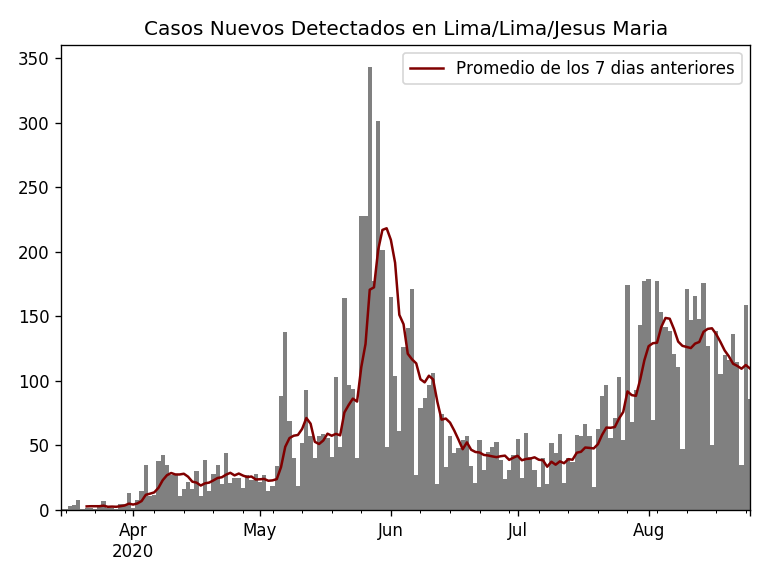 Casos Nuevos Detectados en Lima/Lima/Jesus Maria
Promedio de los 7 dias anteriores
350
300
250
200
150
100
50
0
Apr
2020
May
Jun
Jul
Aug